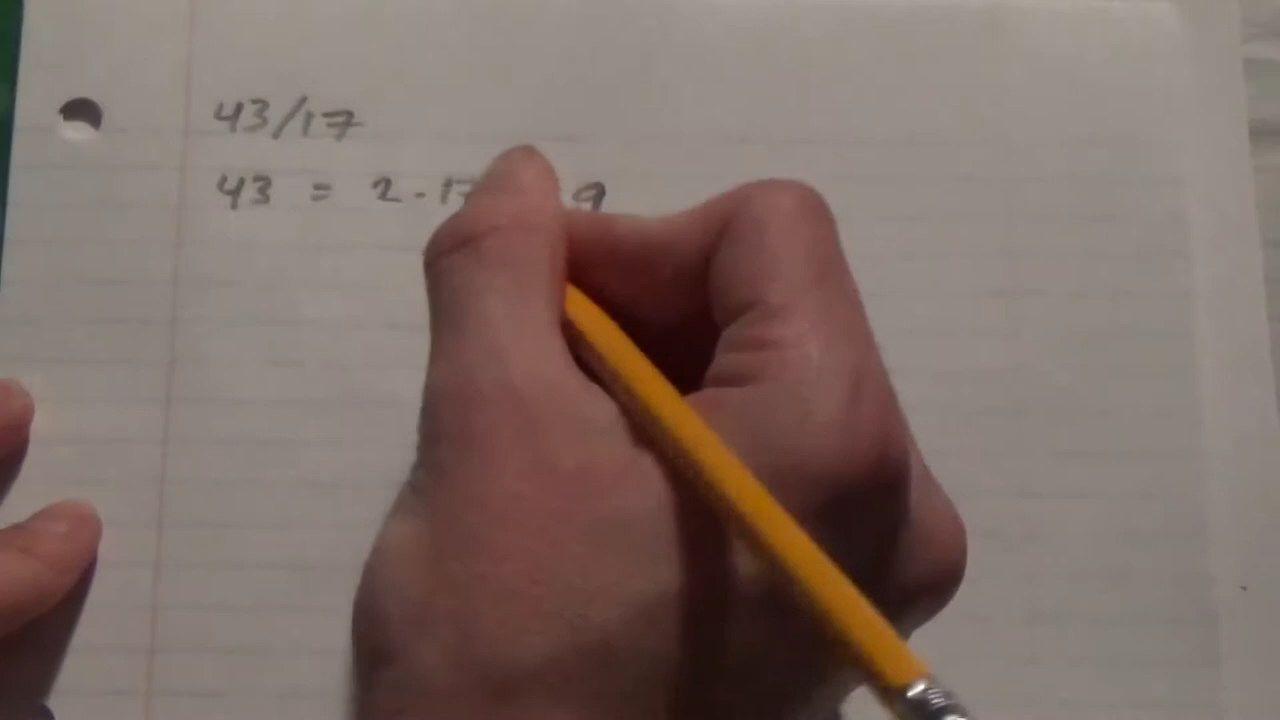 43/17
43 = 2 · 17 9